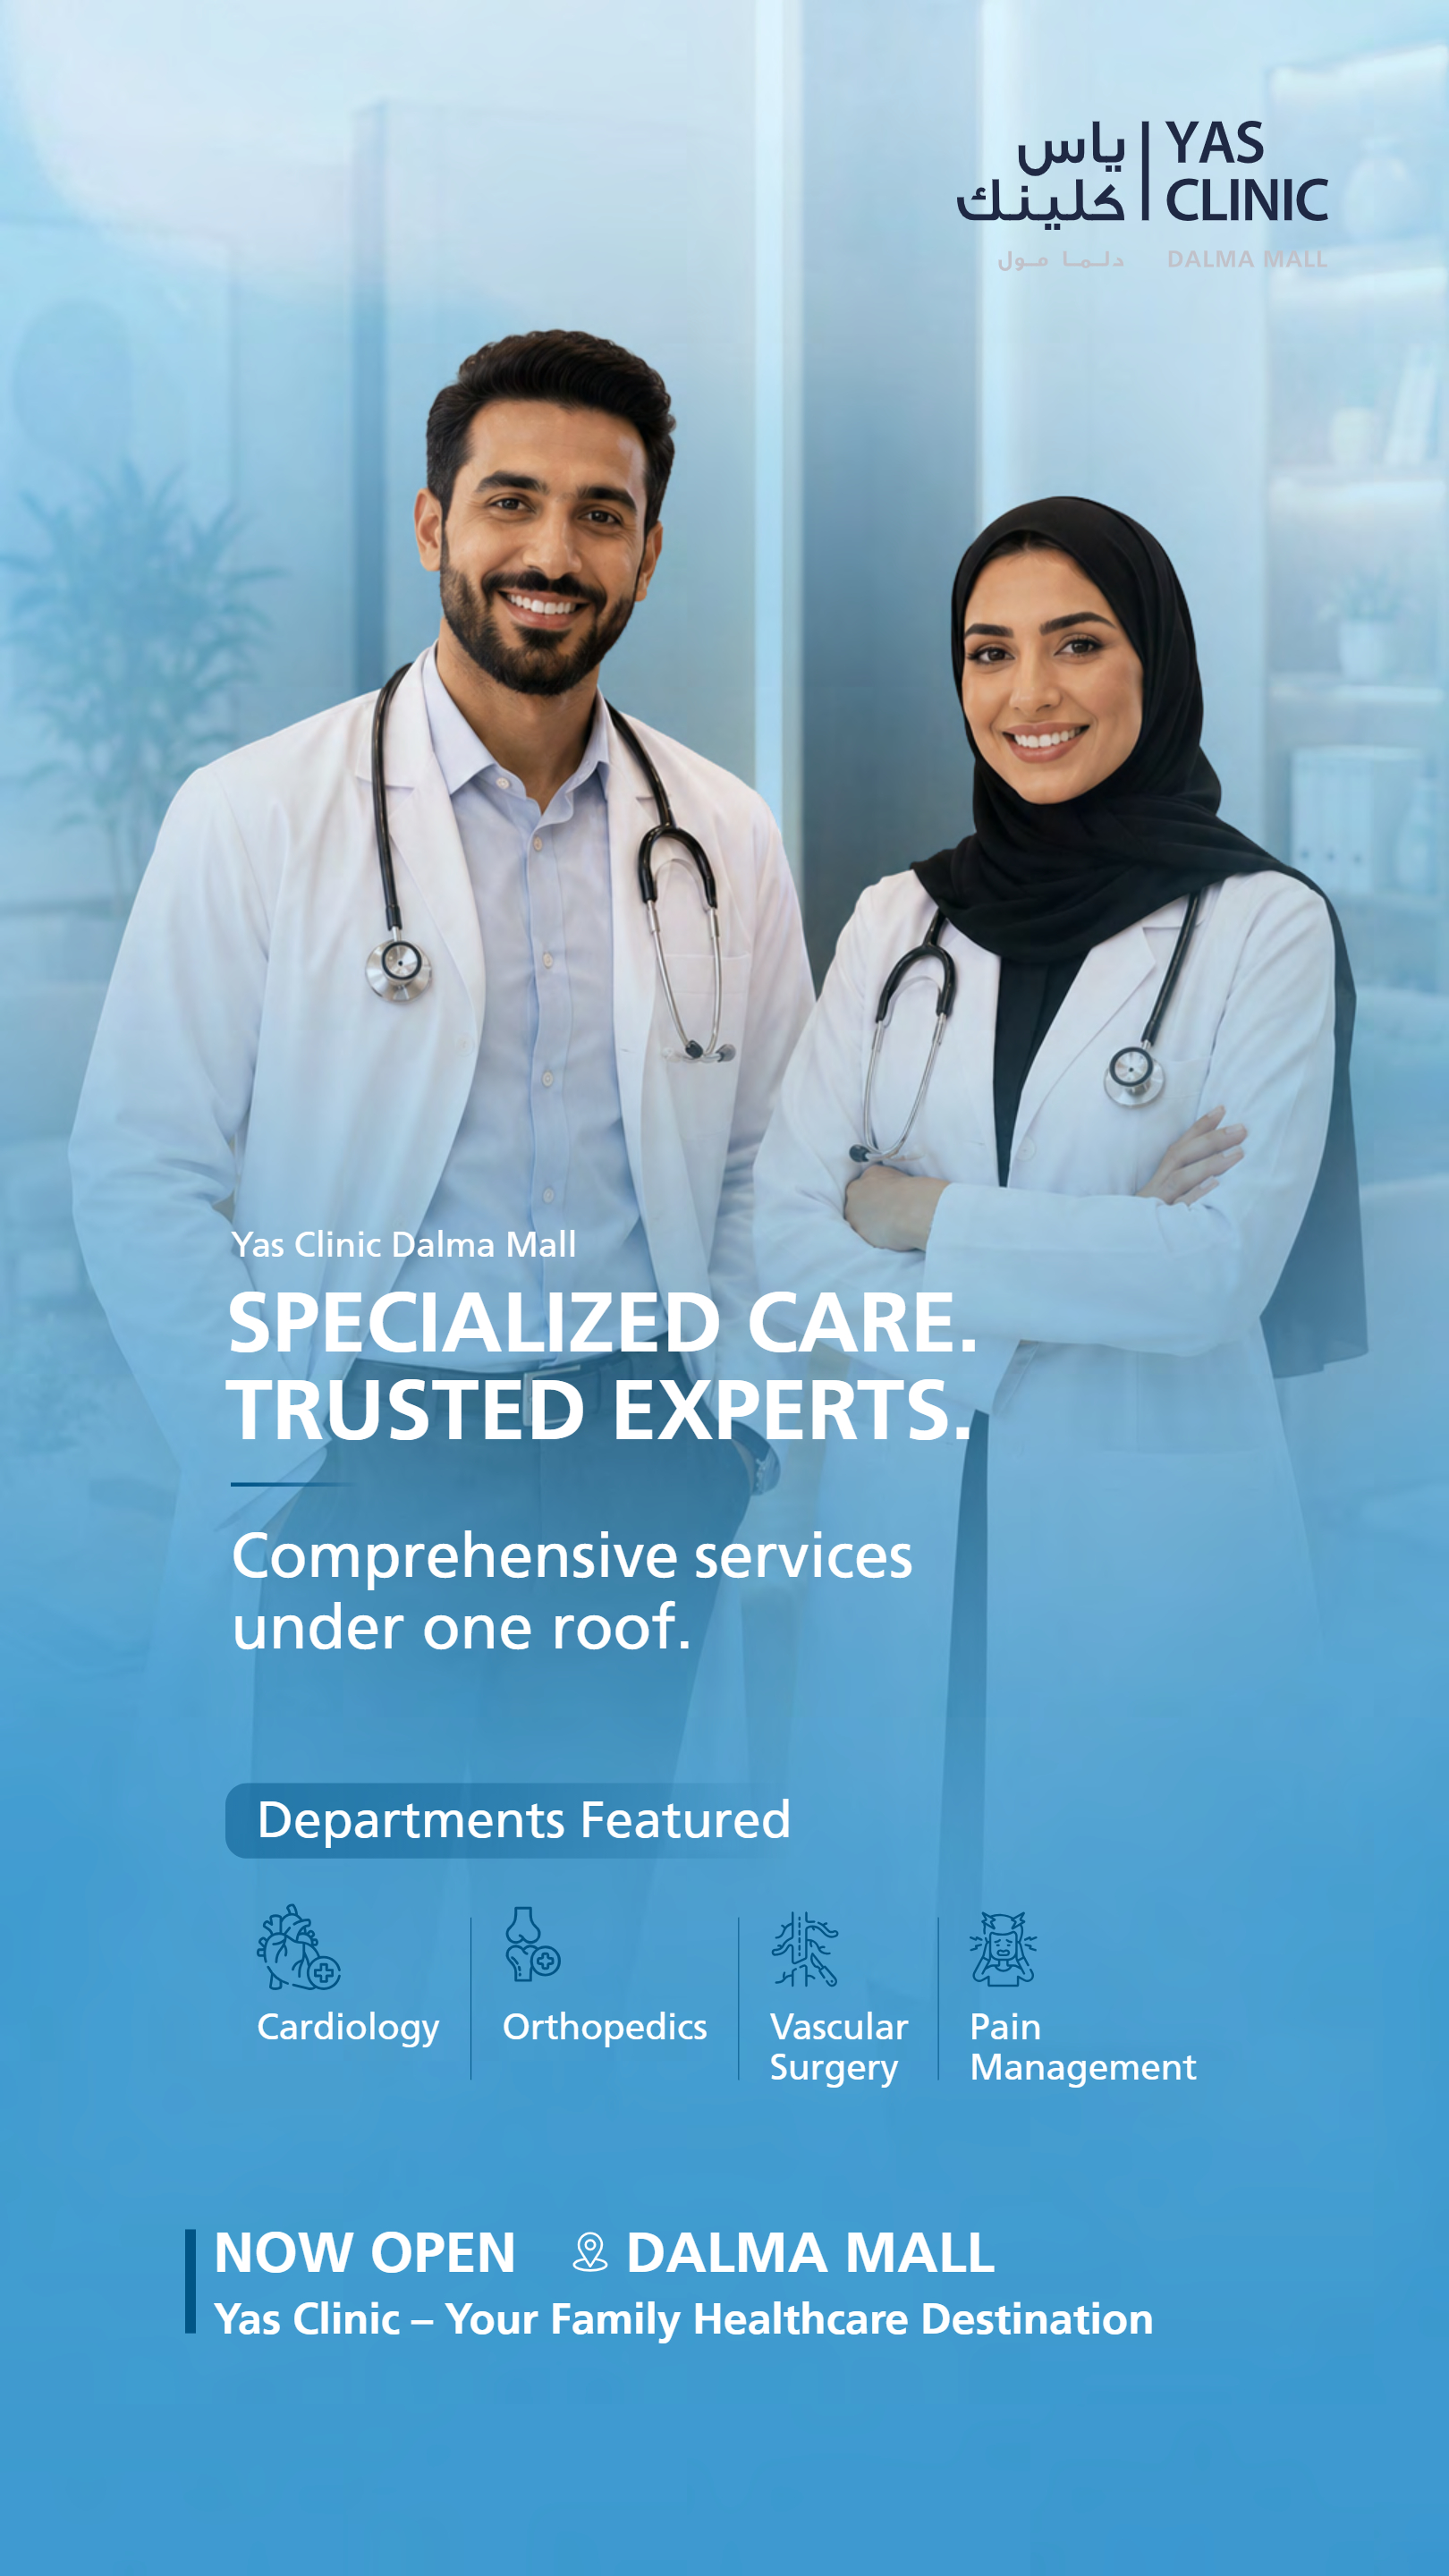 ياس
كلينك
YAS
CLINIC
دلما مول
DALMA MALL
Yas Clinic Dalma Mall
SPECIALIZED CARE.
TRUSTED EXPERTS.
Comprehensive services
under one roof.
Departments Featured
Cardiology
Orthopedics
Vascular
Surgery
Pain
Management
NOW OPEN DALMA MALL
Yas Clinic – Your Family Healthcare Destination